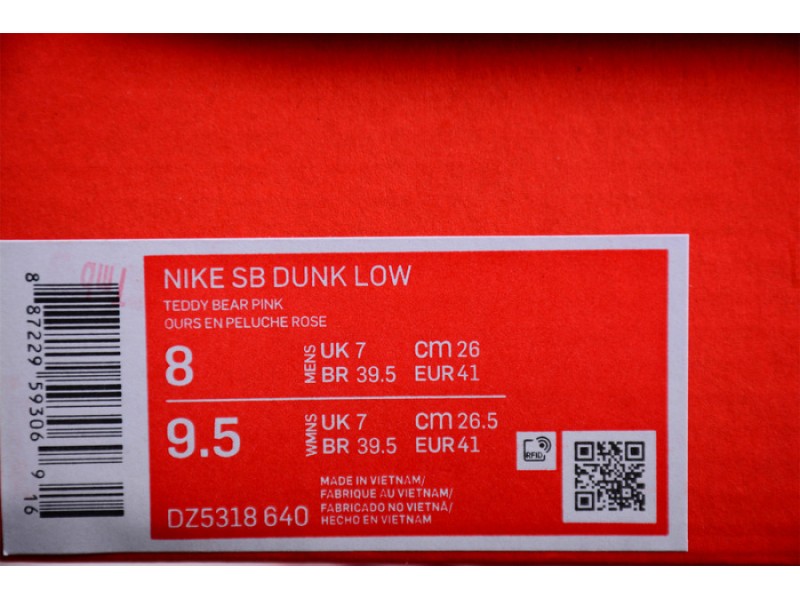 NIKE SB DUNK LOW
TEDDY BEAR PINK
OURS EN PELUCHE ROSE
8 MENS UK 7 cm 26
BR 39.5 EUR 41
9.5 WMNS UK 7 cm 26.5
BR 39.5 EUR 41
RFID
MADE IN VIETNAM/
FABRIQUE AU VIETNAM/
FABRICADO NO VIETNÃ/
HECHO EN VIETNAM
DZ5318 640
8 87229 59306 9 16